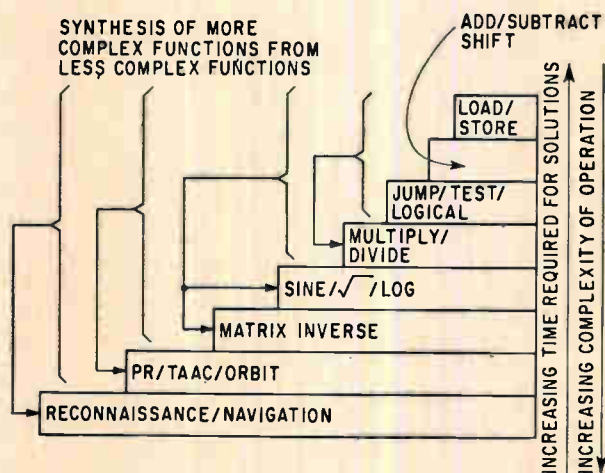 SYNTHESIS OF MORE
COMPLEX FUNCTIONS FROM
LESS COMPLEX FUNCTIONS
ADD/SUBTRACT
SHIFT
LOAD/
STORE
JUMP/TEST/
LOGICAL
MULTIPLY/
DIVIDE
SINE/√/LOG
MATRIX INVERSE
PR/TAAC/ORBIT
RECONNAISSANCE/NAVIGATION
INCREASING TIME REQUIRED FOR SOLUTIONS
INCREASING COMPLEXITY OF OPERATION